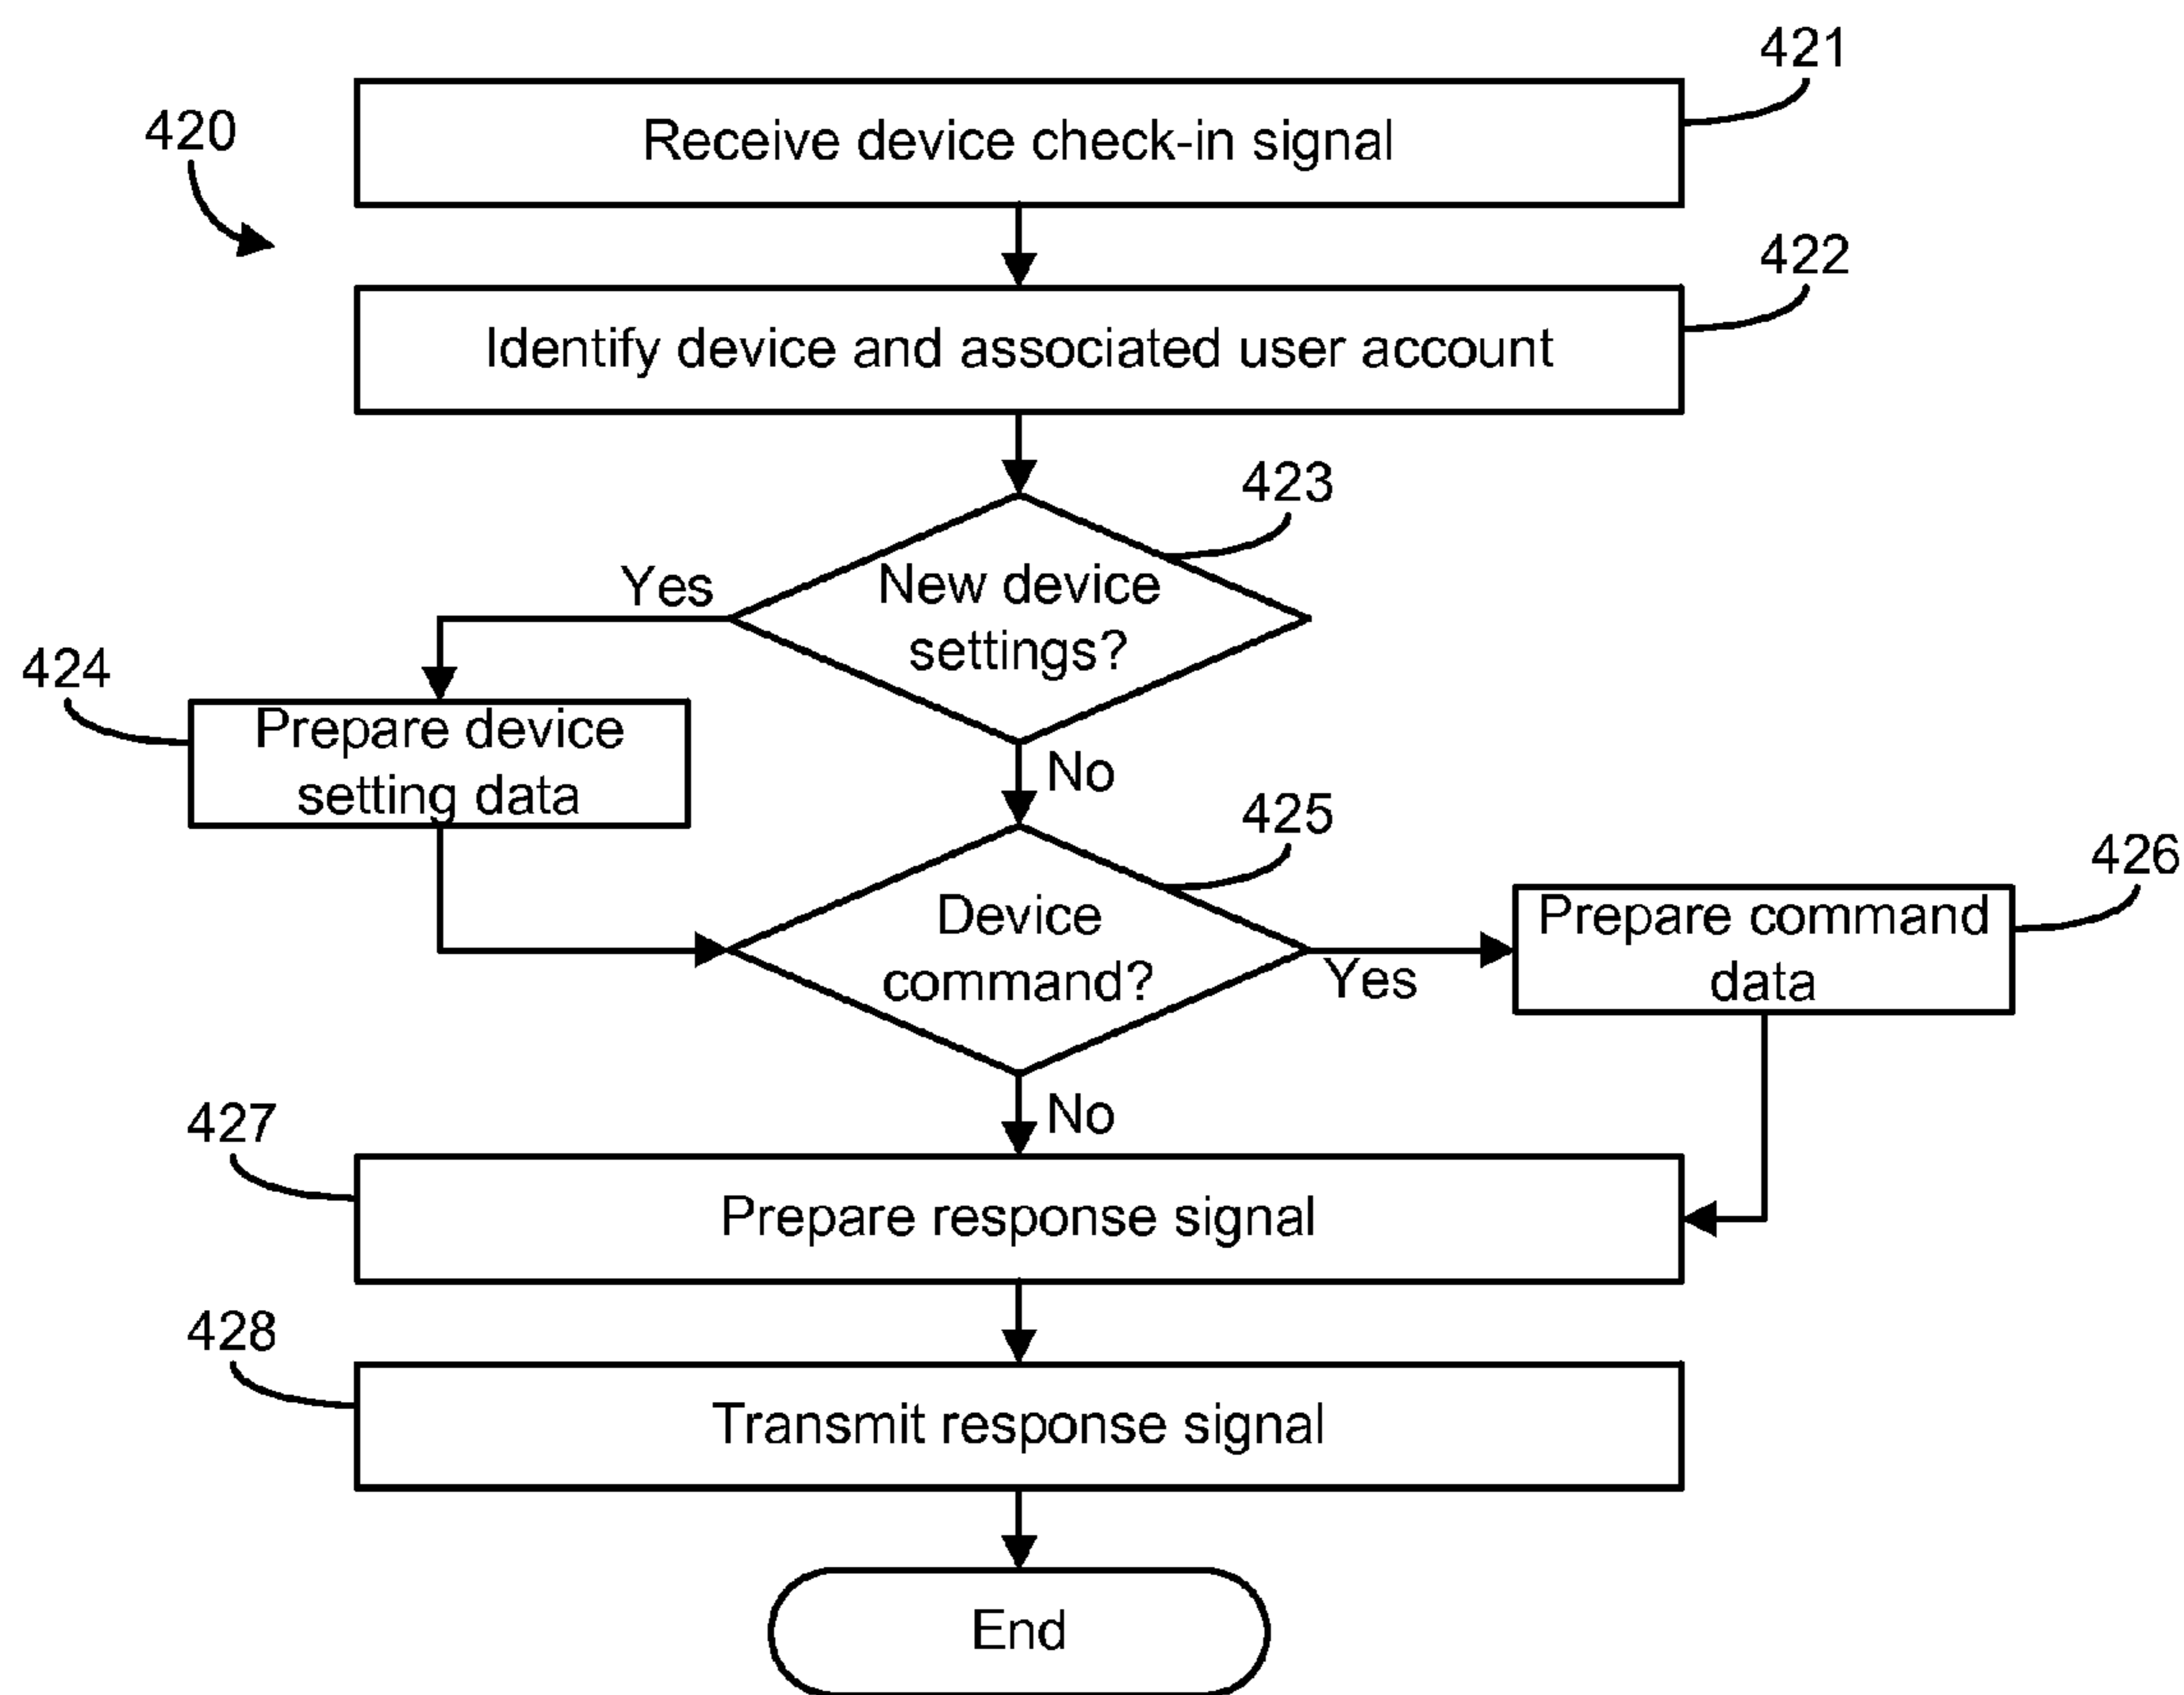 421
Receive device check-in signal
420
422
Identify device and associated user account
423
New device
settings?
Yes
424
Prepare device
setting data
No
425
Device
command?
Yes
426
Prepare command
data
No
427
Prepare response signal
428
Transmit response signal
End